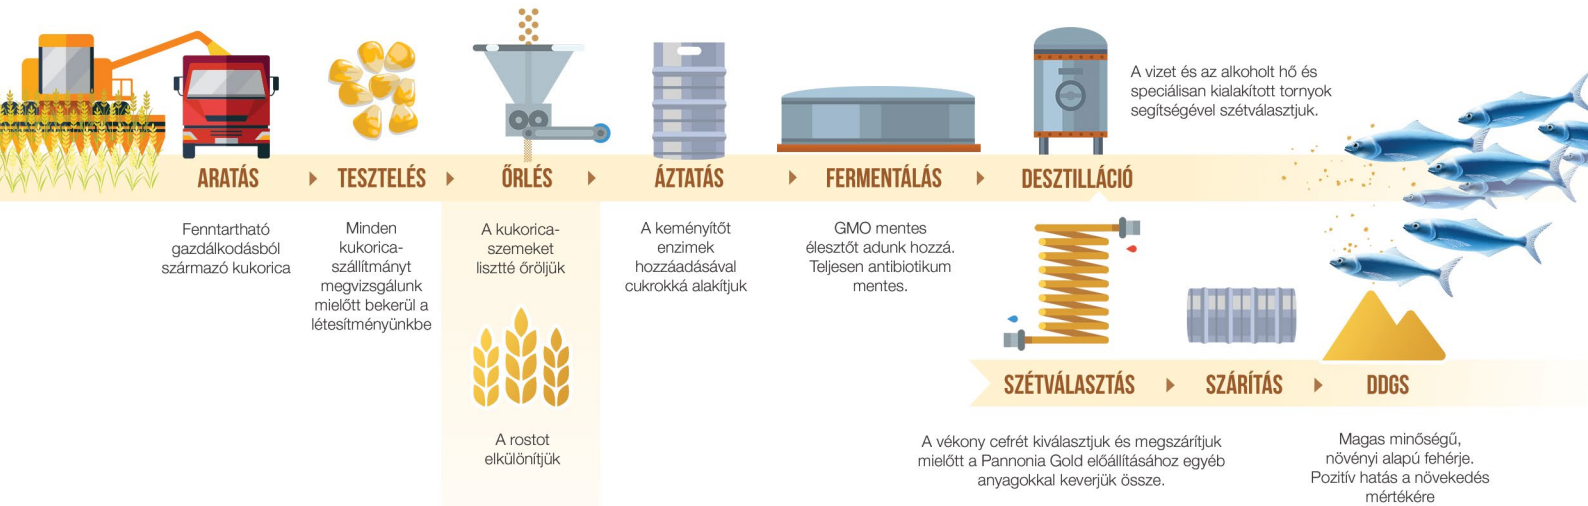 A vizet és az alkoholt hő és
speciálisan kialakított tornyok
segítségével szétválasztjuk.
ARATÁS
TESZTELÉS
ŐRLÉS
ÁZTATÁS
FERMENTÁLÁS
DESZTILLÁCIÓ
Fenntartható
gazdálkodásból
származó kukorica
Minden
kukorica-
szállítmányt
megvizsgálunk
mielőtt bekerül a
létesítményünkbe
A kukorica-
szemeket
lisztté őröljük
A rostot
elkülönítjük
A keményítőt
enzimek
hozzáadásával
cukrokká alakítjuk
GMO mentes
élesztőt adunk hozzá.
Teljesen antibiotikum
mentes.
SZÉTVÁLASZTÁS
SZÁRÍTÁS
DDGS
A vékony cefrét kiválasztjuk és megszárítjuk
mielőtt a Pannonia Gold előállításához egyéb
anyagokkal keverjük össze.
Magas minőségű,
növényi alapú fehérje.
Pozitív hatás a növekedés
mértékére